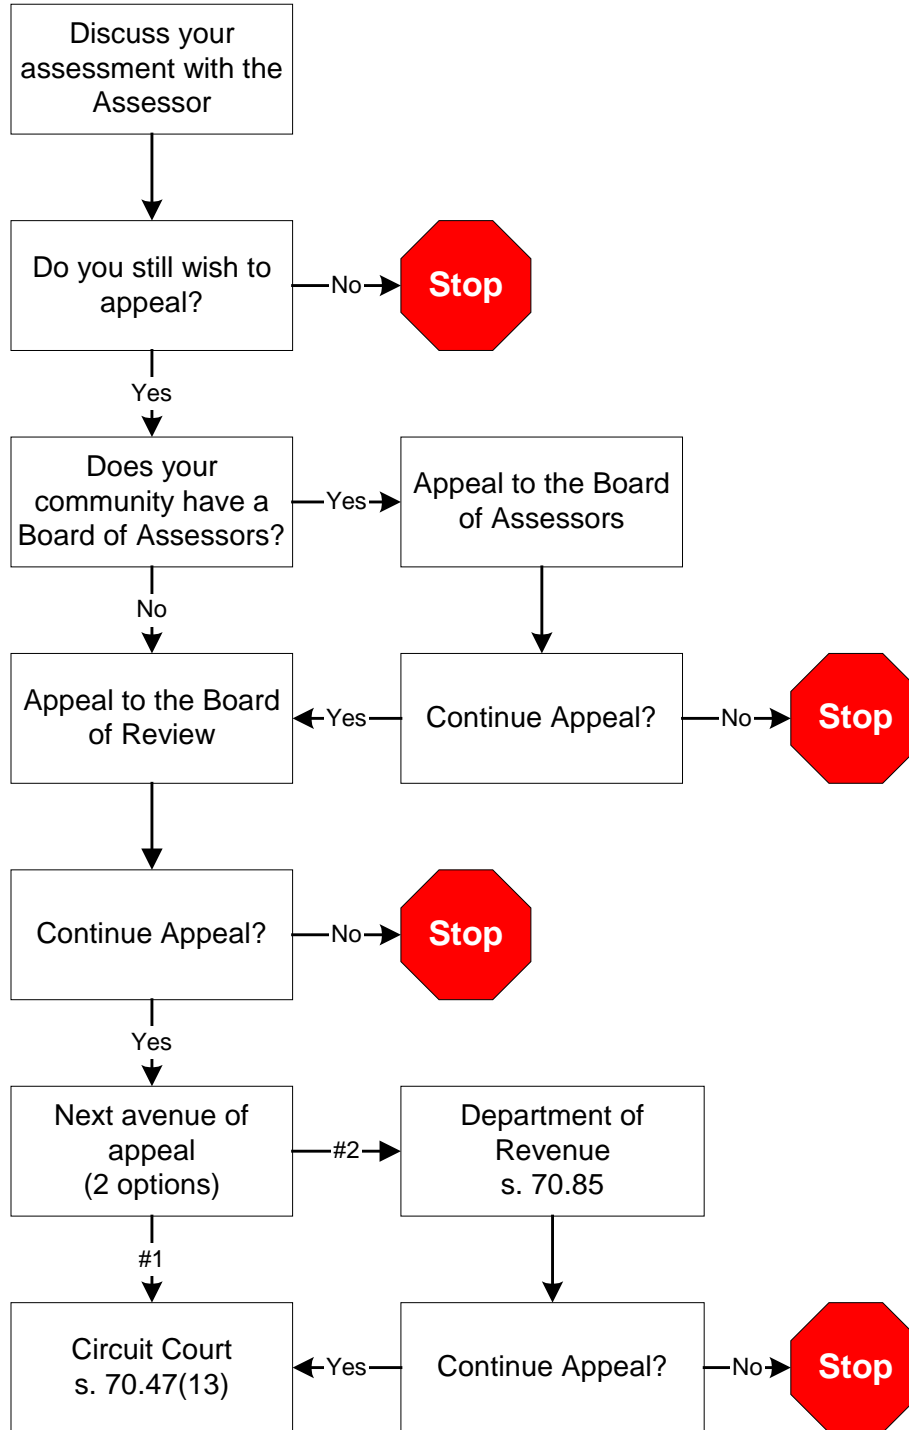 Discuss your
assessment with the
Assessor
Do you still wish to
appeal?
No
Stop
Yes
Does your
community have a
Board of Assessors?
Yes
Appeal to the Board
of Assessors
No
Appeal to the Board
of Review
Yes
Continue Appeal?
No
Stop
Continue Appeal?
No
Stop
Yes
Next avenue of
appeal
(2 options)
#2
Department of
Revenue
s. 70.85
#1
Circuit Court
s. 70.47(13)
Yes
Continue Appeal?
No
Stop